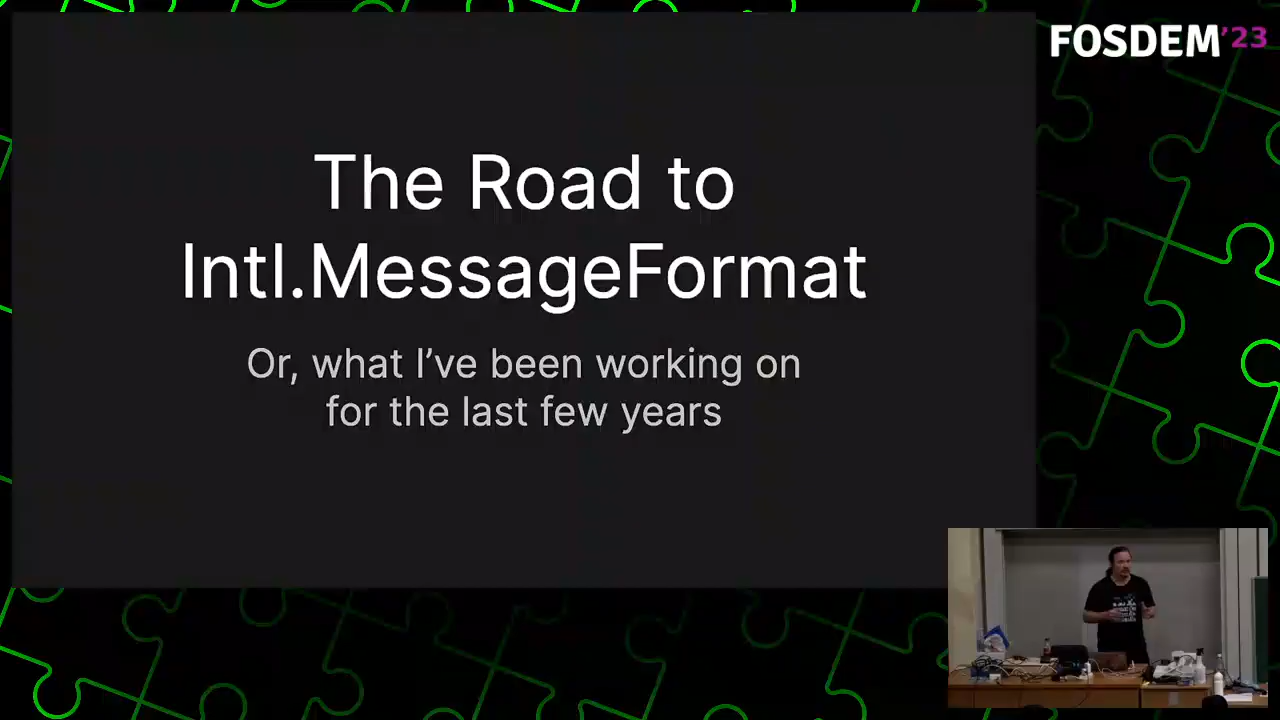 FOSDEM'23
The Road to
Intl.MessageFormat
Or, what I've been working on
for the last few years